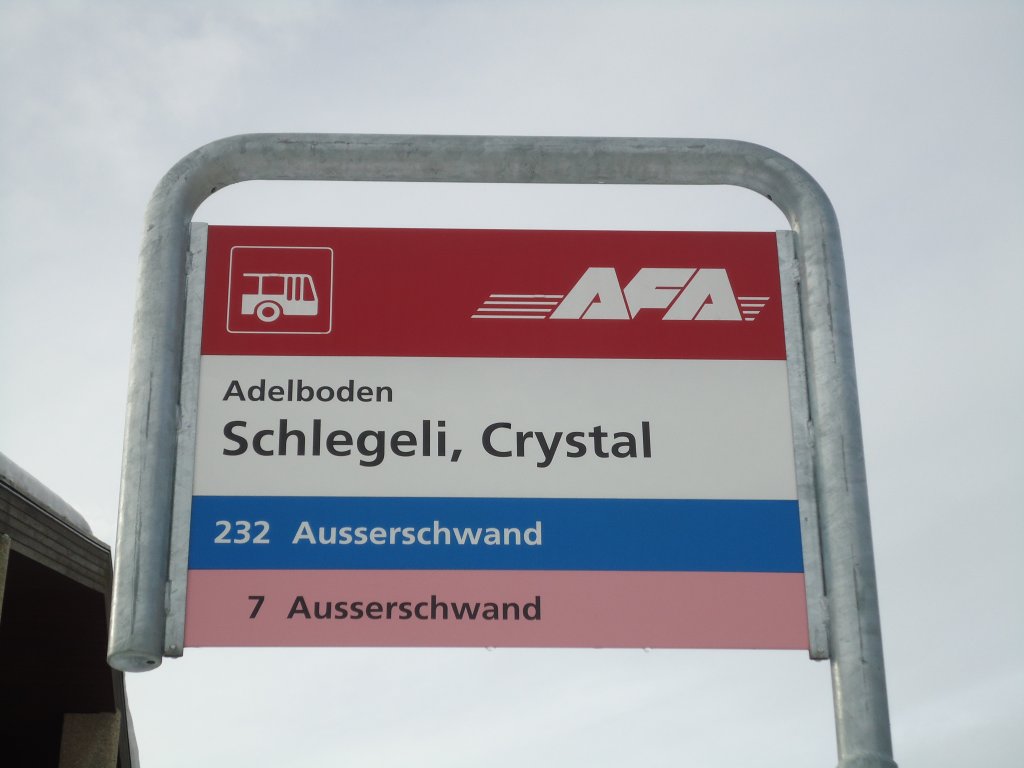 AFA
Adelboden
Schlegeli, Crystal
232 Ausserschwand
7 Ausserschwand